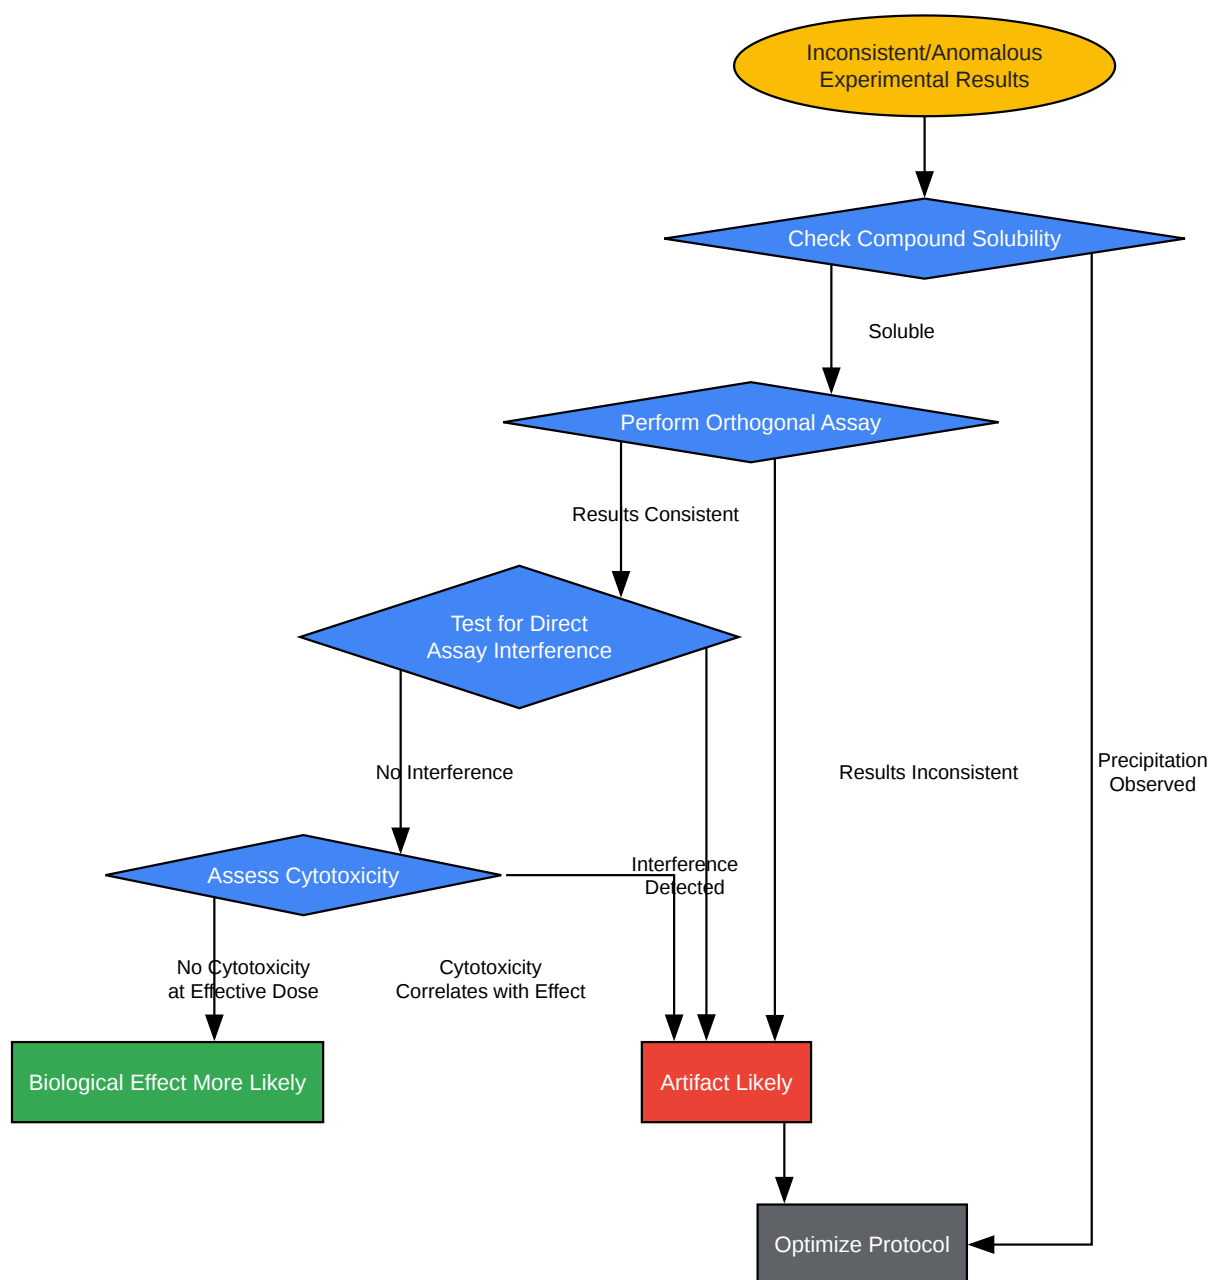 Inconsistent/Anomalous
Experimental Results
Check Compound Solubility
Soluble
Perform Orthogonal Assay
Results Consistent
Test for Direct
Assay Interference
No Interference
Results Inconsistent
Precipitation
Observed
Assess Cytotoxicity
Interference
Detected
No Cytotoxicity
at Effective Dose
Cytotoxicity
Correlates with Effect
Biological Effect More Likely
Artifact Likely
Optimize Protocol